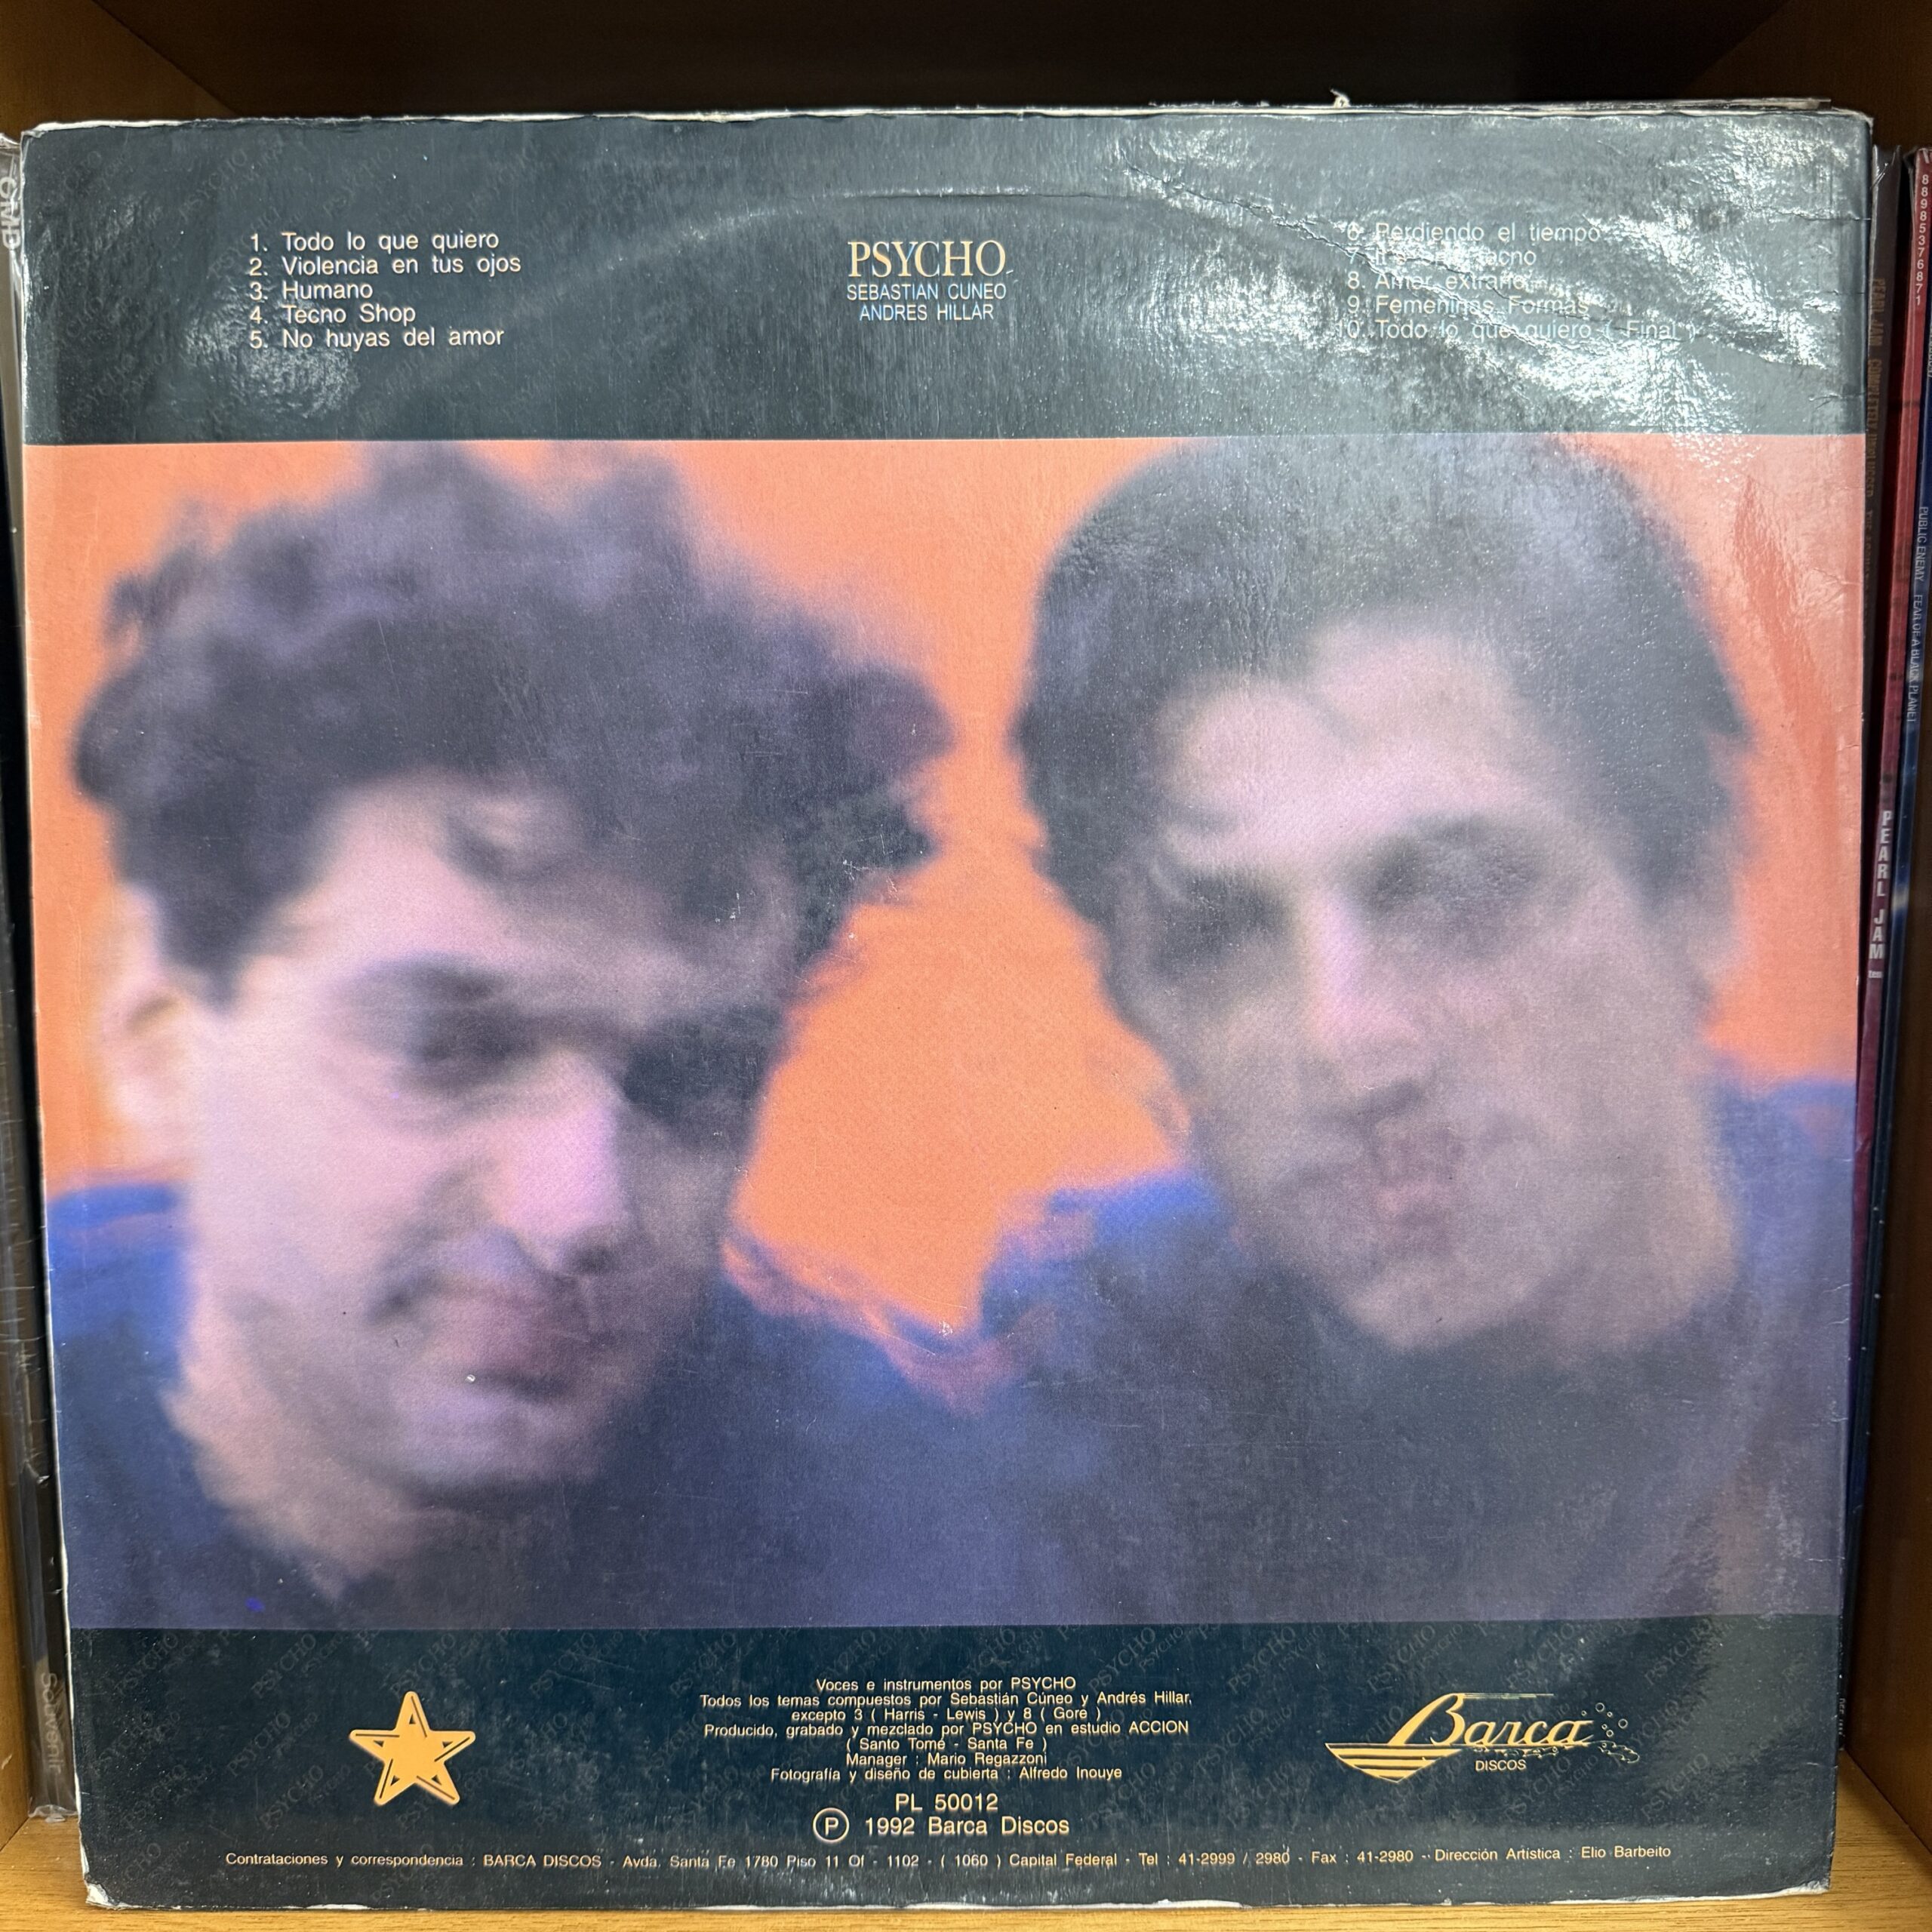 1. Todo lo que quiero
2. Violencia en tus ojos
3. Humano
4. Tecno Shop
5. No huyas del amor
PSYCHO
SEBASTIAN CUNEO
ANDRES HILLAR
6. Perdiendo el tiempo
7.
8. Amor extraño
9. Femeninas Formas
10. Todo lo que quiero ( Final )
Voces e instrumentos por PSYCHO
Todos los temas compuestos por Sebastián Cúneo y Andrés Hillar,
excepto 3 ( Harris - Lewis ) y 8 ( Gore )
Producido, grabado y mezclado por PSYCHO en estudio ACCION
( Santo Tomé - Santa Fe )
Manager : Mario Regazzoni
Fotografía y diseño de cubierta : Alfredo Inouye
PL 50012
Ⓟ 1992 Barca Discos
Barca
DISCOS
Contrataciones y correspondencia : BARCA DISCOS - Avda. Santa Fe 1780 Piso 11 Of - 1102 - ( 1060 ) Capital Federal - Tel : 41-2999 / 2980 - Fax : 41-2980 - Dirección Artística : Elio Barbeito
PEARL JAM
PUBLIC ENEMY FEAR OF A BLACK PLANET
88985376871